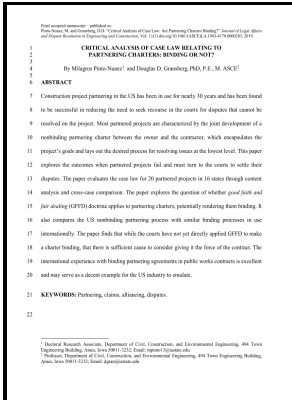 Final accepted manuscript - published as:
Pinto-Nunez, M. and Gransberg, D.D. "Critical Analysis of Case Law: Are Partnering Charters Binding?" Journal of Legal Affairs
and Dispute Resolution in Engineering and Construction, Vol. 11(1) doi.org/10.1061/(ASCE)LA.1943-4170.0000283, 2019.
1 CRITICAL ANALYSIS OF CASE LAW RELATING TO
2 PARTNERING CHARTERS: BINDING OR NOT?
3
4 By Milagros Pinto-Nunez¹ and Douglas D. Gransberg, PhD, P.E., M. ASCE²
5
6 ABSTRACT
7 Construction project partnering in the US has been in use for nearly 30 years and has been found
8 to be successful in reducing the need to seek recourse in the courts for disputes that cannot be
9 resolved on the project. Most partnered projects are characterized by the joint development of a
10 nonbinding partnering charter between the owner and the contractor, which encapsulates the
11 project's goals and lays out the desired process for resolving issues at the lowest level. This paper
12 explores the outcomes when partnered projects fail and must turn to the courts to settle their
13 disputes. The paper evaluates the case law for 20 partnered projects in 16 states through content
14 analysis and cross-case comparison. The paper explores the question of whether good faith and
15 fair dealing (GFFD) doctrine applies to partnering charters, potentially rendering them binding. It
16 also compares the US nonbinding partnering process with similar binding processes in use
17 internationally. The paper finds that while the courts have not yet directly applied GFFD to make
18 a charter binding, that there is sufficient cause to consider giving it the force of the contract. The
19 international experience with binding partnering agreements in public works contracts is excellent
20 and may serve as a decent example for the US industry to emulate.
21 KEYWORDS: Partnering, claims, alliancing, disputes.
22
¹ Doctoral Research Associate, Department of Civil, Construction, and Environmental Engineering, 494 Town
Engineering Building, Ames, Iowa 50011-3232; Email:
² Professor, Department of Civil, Construction, and Environmental Engineering, 494 Town Engineering Building,
Ames, Iowa 50011-3232; Email: dgran@iastate.edu